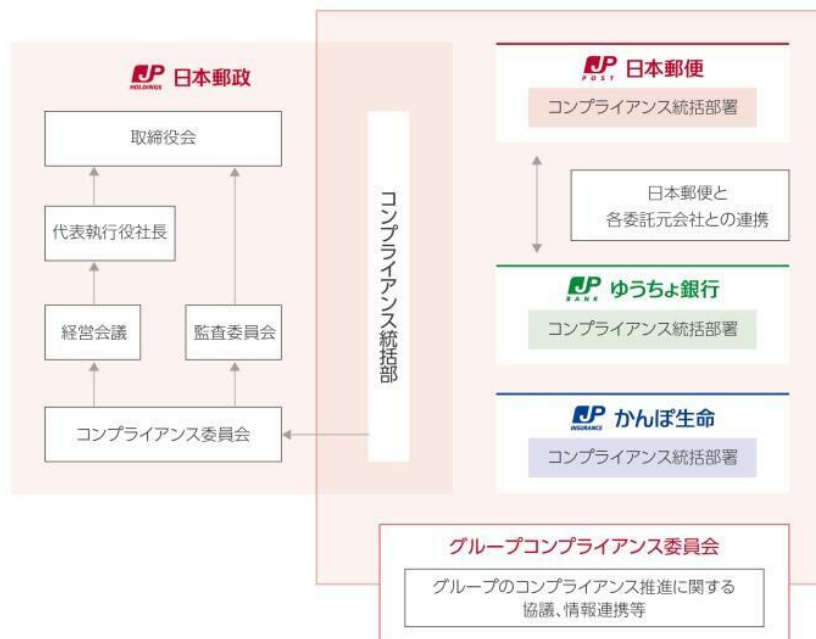 JP HOLDINGS 日本郵政
取締役会
代表執行役社長
経営会議
監査委員会
コンプライアンス委員会
コンプライアンス統括部
JP POST 日本郵便
コンプライアンス統括部署
日本郵便と
各委託元会社との連携
JP BANK ゆうちょ銀行
コンプライアンス統括部署
JP INSURANCE かんぽ生命
コンプライアンス統括部署
グループコンプライアンス委員会
グループのコンプライアンス推進に関する
協議、情報連携等